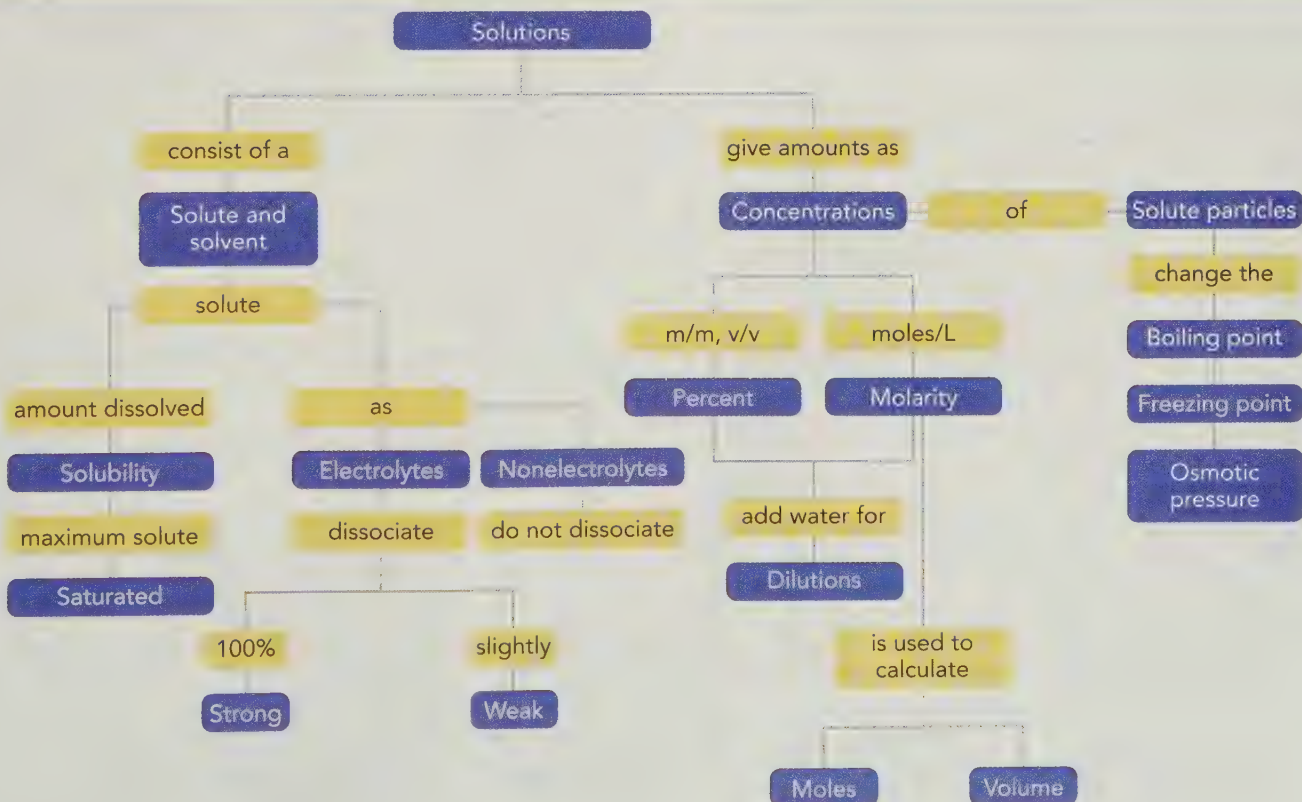 Solutions
consist of a
give amounts as
Solute and
solvent
Concentrations
of
Solute particles
solute
change the
m/m, v/v
moles/L
Boiling point
amount dissolved
as
Percent
Molarity
Freezing point
Solubility
Electrolytes
Nonelectrolytes
Osmotic
pressure
maximum solute
dissociate
do not dissociate
add water for
Saturated
Dilutions
100%
slightly
is used to
calculate
Strong
Weak
Moles
Volume